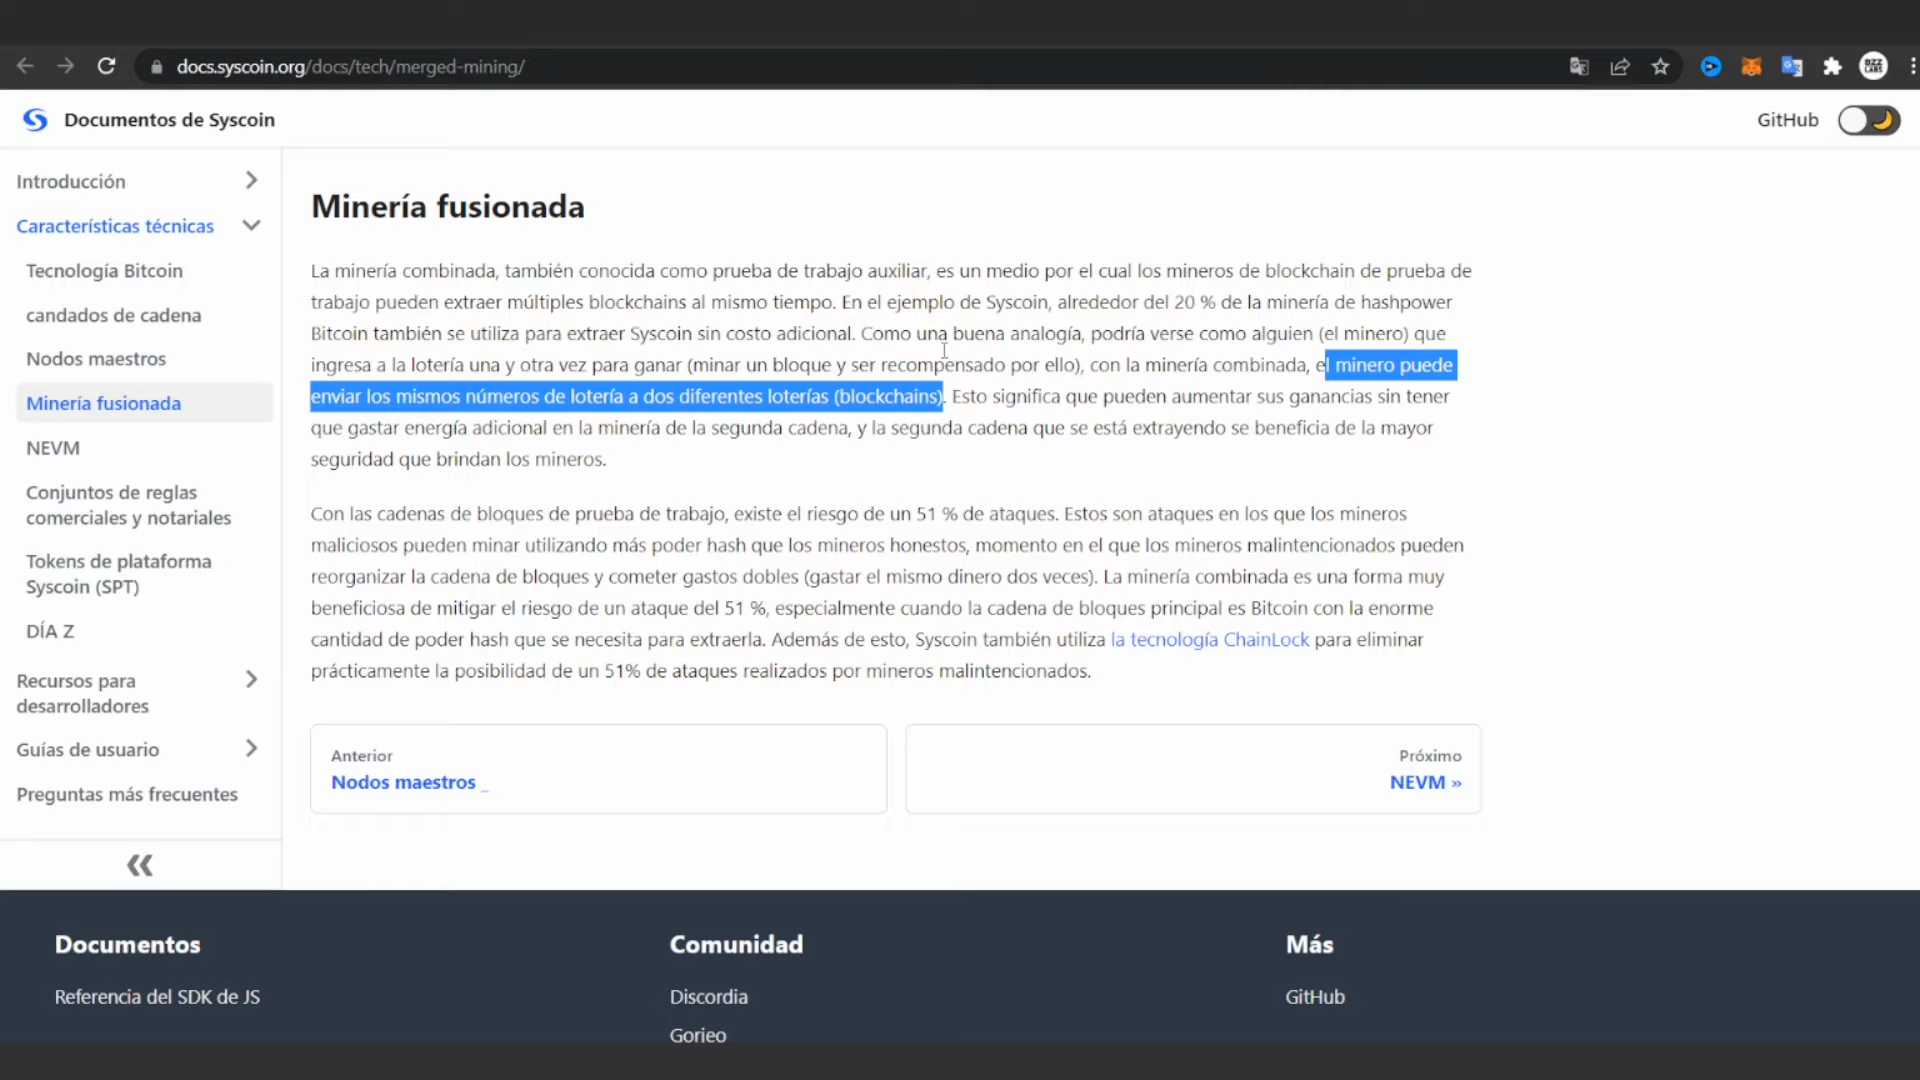 docs.syscoin.org/docs/tech/merged-mining/
BZZ
LABS
Documentos de Syscoin
GitHub
Introducción
Características técnicas
Tecnología Bitcoin
candados de cadena
Nodos maestros
Minería fusionada
NEVM
Conjuntos de reglas
comerciales y notariales
Tokens de plataforma
Syscoin (SPT)
DÍA Z
Recursos para
desarrolladores
Guías de usuario
Preguntas más frecuentes
Minería fusionada
La minería combinada, también conocida como prueba de trabajo auxiliar, es un medio por el cual los mineros de blockchain de prueba de
trabajo pueden extraer múltiples blockchains al mismo tiempo. En el ejemplo de Syscoin, alrededor del 20 % de la minería de hashpower
Bitcoin también se utiliza para extraer Syscoin sin costo adicional. Como una buena analogía, podría verse como alguien (el minero) que
ingresa a la lotería una y otra vez para ganar (minar un bloque y ser recompensado por ello), con la minería combinada, el minero puede
enviar los mismos números de lotería a dos diferentes loterías (blockchains). Esto significa que pueden aumentar sus ganancias sin tener
que gastar energía adicional en la minería de la segunda cadena, y la segunda cadena que se está extrayendo se beneficia de la mayor
seguridad que brindan los mineros.
Con las cadenas de bloques de prueba de trabajo, existe el riesgo de un 51 % de ataques. Estos son ataques en los que los mineros
maliciosos pueden minar utilizando más poder hash que los mineros honestos, momento en el que los mineros malintencionados pueden
reorganizar la cadena de bloques y cometer gastos dobles (gastar el mismo dinero dos veces). La minería combinada es una forma muy
beneficiosa de mitigar el riesgo de un ataque del 51 %, especialmente cuando la cadena de bloques principal es Bitcoin con la enorme
cantidad de poder hash que se necesita para extraerla. Además de esto, Syscoin también utiliza la tecnología ChainLock para eliminar
prácticamente la posibilidad de un 51% de ataques realizados por mineros malintencionados.
Anterior
Nodos maestros _
Próximo
NEVM »
Documentos
Referencia del SDK de JS
Comunidad
Discordia
Gorjeo
Más
GitHub